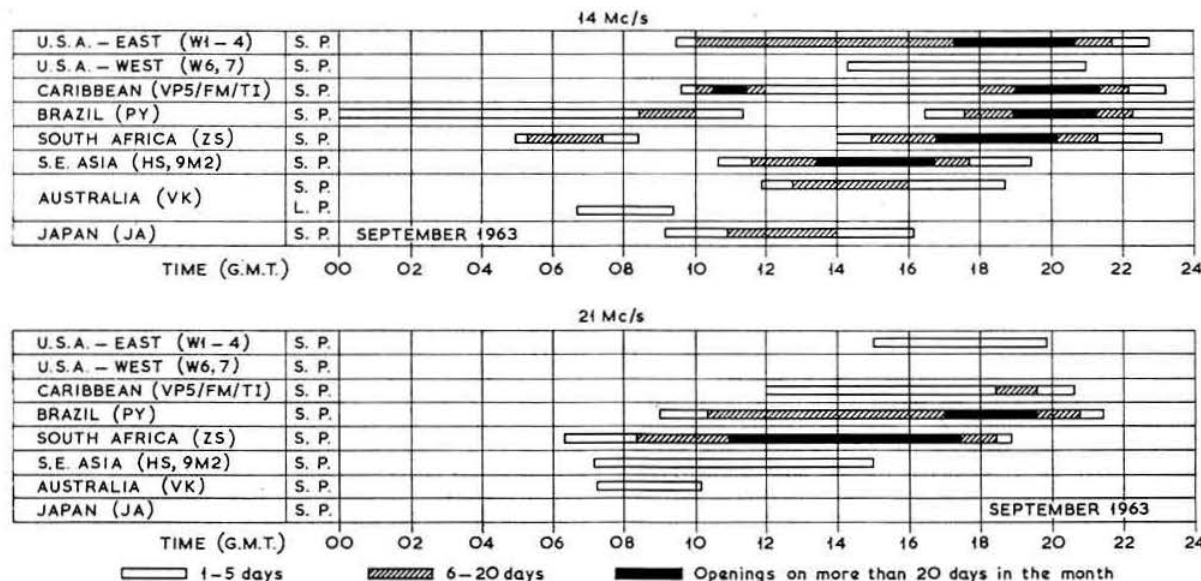 14 Mc/s
U.S.A. – EAST (W1–4) S. P.
U.S.A. – WEST (W6,7) S. P.
CARIBBEAN (VP5/FM/TI) S. P.
BRAZIL (PY) S. P.
SOUTH AFRICA (ZS) S. P.
S.E. ASIA (HS, 9M2) S. P.
AUSTRALIA (VK) S. P.
L. P.
JAPAN (JA) S. P. SEPTEMBER 1963
TIME (G.M.T.) 00 02 04 06 08 10 12 14 16 18 20 22 24
21 Mc/s
U.S.A. – EAST (W1–4) S. P.
U.S.A. – WEST (W6,7) S. P.
CARIBBEAN (VP5/FM/TI) S. P.
BRAZIL (PY) S. P.
SOUTH AFRICA (ZS) S. P.
S.E. ASIA (HS, 9M2) S. P.
AUSTRALIA (VK) S. P.
JAPAN (JA) S. P. SEPTEMBER 1963
TIME (G.M.T.) 00 02 04 06 08 10 12 14 16 18 20 22 24
1–5 days 6–20 days Openings on more than 20 days in the month